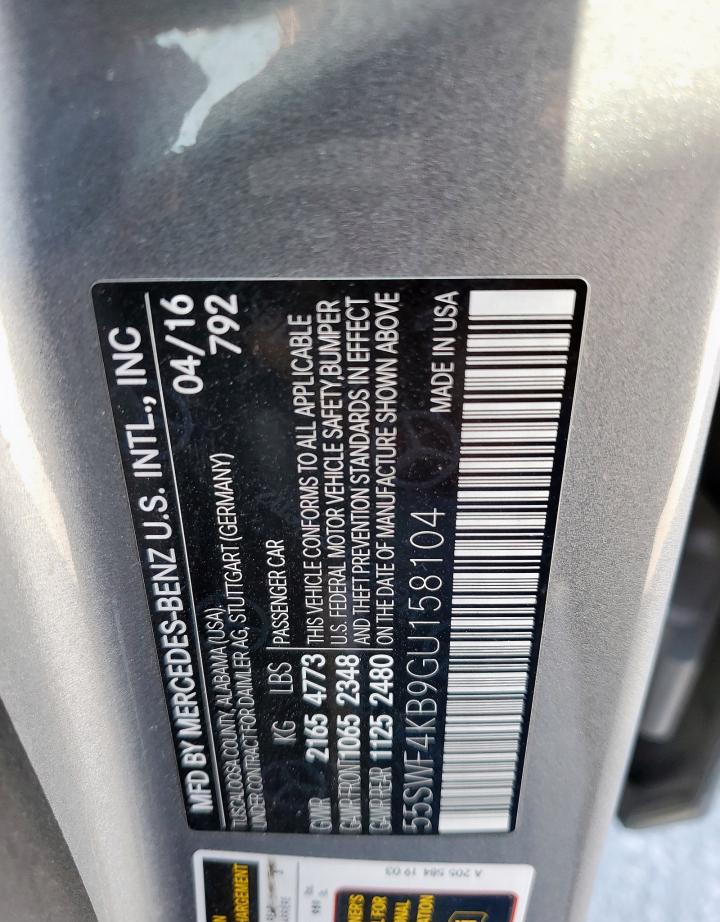 MFD BY MERCEDES-BENZ U.S. INTL., INC
TUSCALOOSA COUNTY, ALABAMA (USA) 04/16
UNDER CONTRACT FOR DAIMLER AG, STUTTGART (GERMANY) 792
KG LBS PASSENGER CAR
GVWR 2165 4773 THIS VEHICLE CONFORMS TO ALL APPLICABLE
GAWR FRONT 1065 2348 U.S. FEDERAL MOTOR VEHICLE SAFETY,BUMPER
GAWR REAR 1125 2480 AND THEFT PREVENTION STANDARDS IN EFFECT
ON THE DATE OF MANUFACTURE SHOWN ABOVE
55SWF4KB9GU158104 MADE IN USA
A 205 584 19 03